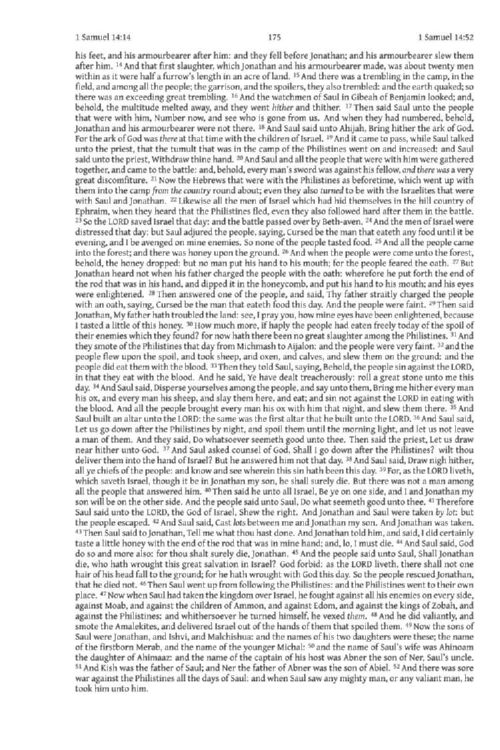 1 Samuel 14:14 175 1 Samuel 14:52
his feet, and his armourbearer after him: and they fell before Jonathan; and his armourbearer slew them
after him. 14 And that first slaughter, which Jonathan and his armourbearer made, was about twenty men
within as it were half a furrow's length in an acre of land. 15 And there was a trembling in the camp, in the
field, and among all the people; the garrison, and the spoilers, they also trembled: and the earth quaked; so
there was an exceeding great trembling. 16 And the watchmen of Saul in Gibeah of Benjamin looked; and,
behold, the multitude melted away, and they went hither and thither. 17 Then said Saul unto the people
that were with him, Number now, and see who is gone from us. And when they had numbered, behold,
Jonathan and his armourbearer were not there. 18 And Saul said unto Ahijah, Bring hither the ark of God.
For the ark of God was there at that time with the children of Israel. 19 And it came to pass, while Saul talked
unto the priest, that the tumult that was in the camp of the Philistines went on and increased: and Saul
said unto the priest, Withdraw thine hand. 20 And Saul and all the people that were with him were gathered
together, and came to the battle: and, behold, every man's sword was against his fellow, and there was a very
great discomfiture. 21 Now the Hebrews that were with the Philistines as beforetime, which went up with
them into the camp from the country round about; even they also turned to be with the Israelites that were
with Saul and Jonathan. 22 Likewise all the men of Israel which had hid themselves in the hill country of
Ephraim, when they heard that the Philistines fled, even they also followed hard after them in the battle.
23 So the LORD saved Israel that day: and the battle passed over by Beth-aven. 24 And the men of Israel were
distressed that day: but Saul adjured the people, saying, Cursed be the man that eateth any food until it be
evening, and I be avenged on mine enemies. So none of the people tasted food. 25 And all the people came
into the forest; and there was honey upon the ground. 26 And when the people were come unto the forest,
behold, the honey dropped: but no man put his hand to his mouth; for the people feared the oath. 27 But
Jonathan heard not when his father charged the people with the oath: wherefore he put forth the end of
the rod that was in his hand, and dipped it in the honeycomb, and put his hand to his mouth; and his eyes
were enlightened. 28 Then answered one of the people, and said, Thy father straitly charged the people
with an oath, saying, Cursed be the man that eateth food this day. And the people were faint. 29 Then said
Jonathan, My father hath troubled the land: see, I pray you, how mine eyes have been enlightened, because
I tasted a little of this honey. 30 How much more, if haply the people had eaten freely today of the spoil of
their enemies which they found? for now hath there been no great slaughter among the Philistines. 31 And
they smote of the Philistines that day from Michmash to Aijalon: and the people were very faint. 32 and the
people flew upon the spoil, and took sheep, and oxen, and calves, and slew them on the ground: and the
people did eat them with the blood. 33 Then they told Saul, saying, Behold, the people sin against the LORD,
in that they eat with the blood. And he said, Ye have dealt treacherously: roll a great stone unto me this
day. 34 And Saul said, Disperse yourselves among the people, and say unto them, Bring me hither every man
his ox, and every man his sheep, and slay them here, and eat; and sin not against the LORD in eating with
the blood. And all the people brought every man his ox with him that night, and slew them there. 35 And
Saul built an altar unto the LORD: the same was the first altar that he built unto the LORD. 36 And Saul said,
Let us go down after the Philistines by night, and spoil them until the morning light, and let us not leave
a man of them. And they said, Do whatsoever seemeth good unto thee. Then said the priest, Let us draw
near hither unto God. 37 And Saul asked counsel of God, Shall I go down after the Philistines? wilt thou
deliver them into the hand of Israel? But he answered him not that day. 38 And Saul said, Draw nigh hither,
all ye chiefs of the people: and know and see wherein this sin hath been this day. 39 For, as the LORD liveth,
which saveth Israel, though it be in Jonathan my son, he shall surely die. But there was not a man among
all the people that answered him. 40 Then said he unto all Israel, Be ye on one side, and I and Jonathan my
son will be on the other side. And the people said unto Saul, Do what seemeth good unto thee. 41 Therefore
Saul said unto the LORD, the God of Israel, Shew the right. And Jonathan and Saul were taken by lot: but
the people escaped. 42 And Saul said, Cast lots between me and Jonathan my son. And Jonathan was taken.
43 Then Saul said to Jonathan, Tell me what thou hast done. And Jonathan told him, and said, I did certainly
taste a little honey with the end of the rod that was in mine hand; and, lo, I must die. 44 And Saul said, God
do so and more also: for thou shalt surely die, Jonathan. 45 And the people said unto Saul, Shall Jonathan
die, who hath wrought this great salvation in Israel? God forbid: as the LORD liveth, there shall not one
hair of his head fall to the ground; for he hath wrought with God this day. So the people rescued Jonathan,
that he died not. 46 Then Saul went up from following the Philistines: and the Philistines went to their own
place. 47 Now when Saul had taken the kingdom over Israel, he fought against all his enemies on every side,
against Moab, and against the children of Ammon, and against Edom, and against the kings of Zobah, and
against the Philistines: and whithersoever he turned himself, he vexed them. 48 And he did valiantly, and
smote the Amalekites, and delivered Israel out of the hands of them that spoiled them. 49 Now the sons of
Saul were Jonathan, and Ishvi, and Malchishua: and the names of his two daughters were these; the name
of the firstborn Merab, and the name of the younger Michal: 50 and the name of Saul's wife was Ahinoam
the daughter of Ahimaaz: and the name of the captain of his host was Abner the son of Ner, Saul's uncle.
51 And Kish was the father of Saul; and Ner the father of Abner was the son of Abiel. 52 And there was sore
war against the Philistines all the days of Saul: and when Saul saw any mighty man, or any valiant man, he
took him unto him.